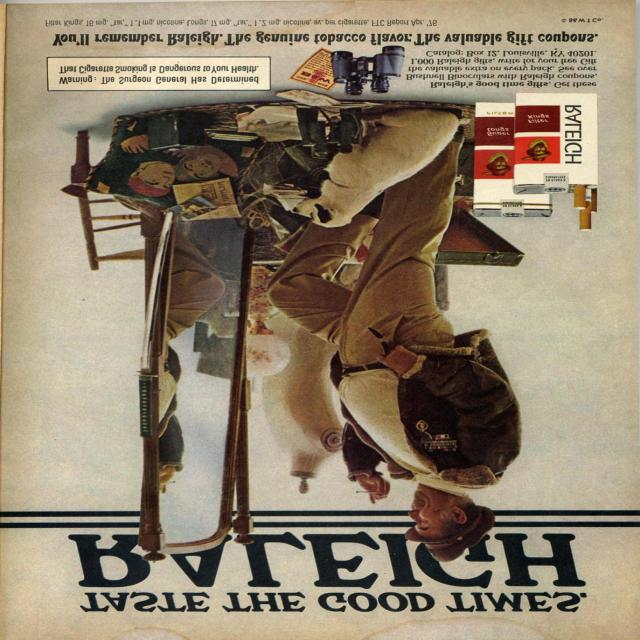 TASTE THE GOOD TIMES.
RALEIGH
RALEIGH
Filter
Kings
Super
Longs
Raleigh's good time gifts. Get these
Bushnell Binoculars with Raleigh coupons,
the valuable extra on every pack. See over
1,000 Raleigh gifts, write for your free Gift
Catalog: Box 12, Louisville, KY 40201.
Warning: The Surgeon General Has Determined
That Cigarette Smoking Is Dangerous to Your Health.
You'll remember Raleigh. The genuine tobacco flavor. The valuable gift coupons.
Filter Kings, 16 mg. "tar," 1.1 mg. nicotine; Longs, 17 mg. "tar," 1.2 mg. nicotine, av. per cigarette, FTC Report Apr. '76
© B&W T Co.